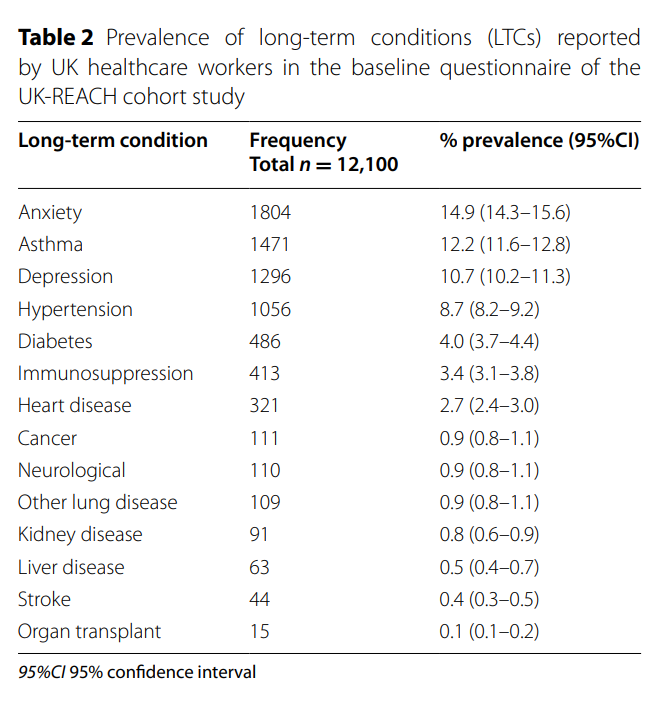 Table 2 Prevalence of long-term conditions (LTCs) reported
by UK healthcare workers in the baseline questionnaire of the
UK-REACH cohort study
Long-term condition Frequency % prevalence (95%CI)
Total n = 12,100
Anxiety 1804 14.9 (14.3–15.6)
Asthma 1471 12.2 (11.6–12.8)
Depression 1296 10.7 (10.2–11.3)
Hypertension 1056 8.7 (8.2–9.2)
Diabetes 486 4.0 (3.7–4.4)
Immunosuppression 413 3.4 (3.1–3.8)
Heart disease 321 2.7 (2.4–3.0)
Cancer 111 0.9 (0.8–1.1)
Neurological 110 0.9 (0.8–1.1)
Other lung disease 109 0.9 (0.8–1.1)
Kidney disease 91 0.8 (0.6–0.9)
Liver disease 63 0.5 (0.4–0.7)
Stroke 44 0.4 (0.3–0.5)
Organ transplant 15 0.1 (0.1–0.2)
95%CI 95% confidence interval